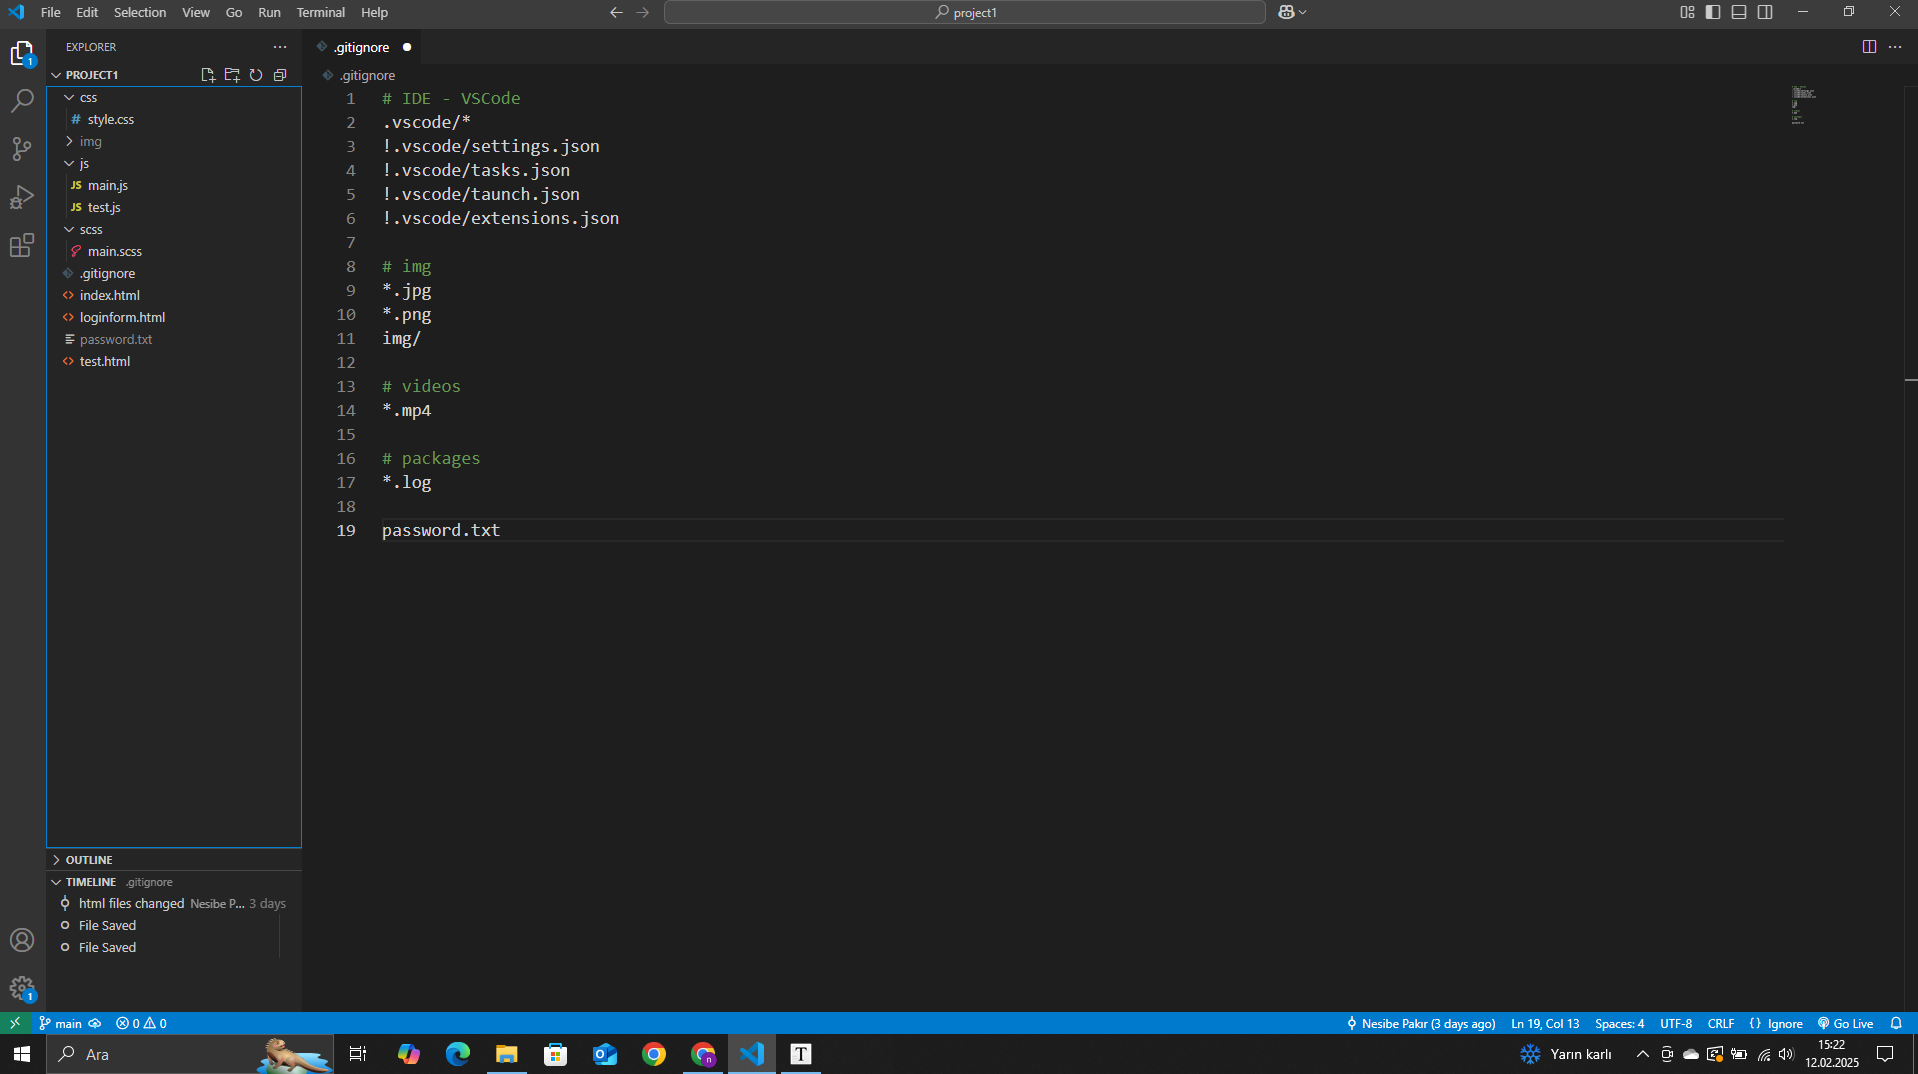 File Edit Selection View Go Run Terminal Help
project1
EXPLORER
PROJECT1
css
# style.css
img
js
JS main.js
JS test.js
scss
main.scss
.gitignore
index.html
loginform.html
password.txt
test.html
OUTLINE
TIMELINE .gitignore
html files changed Nesibe P... 3 days
File Saved
File Saved
1
1
.gitignore
.gitignore
1 # IDE - VSCode
2 .vscode/*
3 !.vscode/settings.json
4 !.vscode/tasks.json
5 !.vscode/taunch.json
6 !.vscode/extensions.json
7
8 # img
9 *.jpg
10 *.png
11 img/
12
13 # videos
14 *.mp4
15
16 # packages
17 *.log
18
19 password.txt
main 0 0
Nesibe Pakır (3 days ago) Ln 19, Col 13 Spaces: 4 UTF-8 CRLF {} Ignore Go Live
Ara
T
Yarın karlı
15:22
12.02.2025